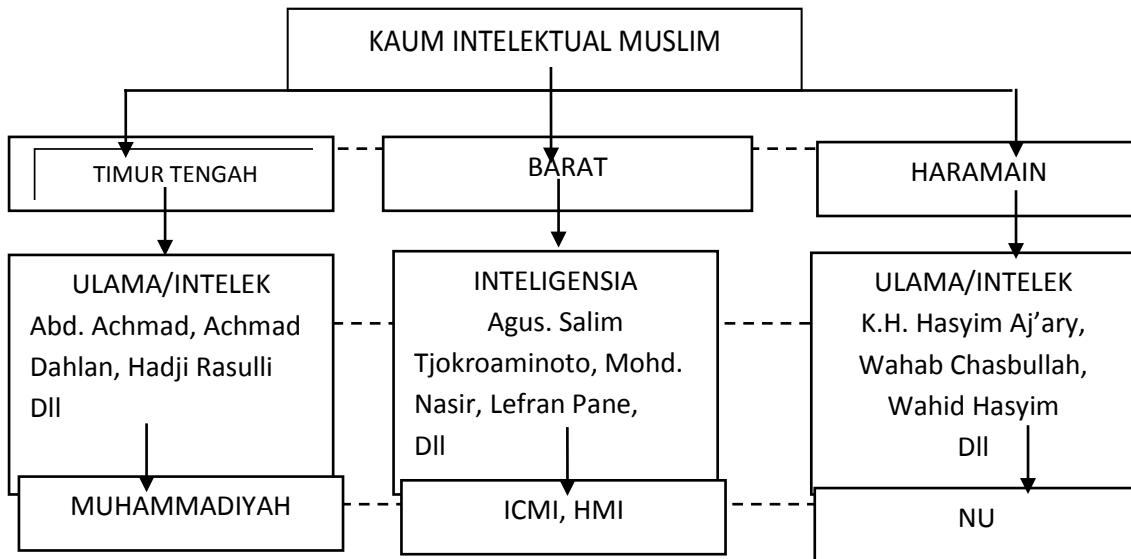 KAUM INTELEKTUAL MUSLIM
TIMUR TENGAH
BARAT
HARAMAIN
ULAMA/INTELEK
Abd. Achmad, Achmad
Dahlan, Hadji Rasulli
Dll
INTELIGENSIA
Agus. Salim
Tjokroaminoto, Mohd.
Nasir, Lefran Pane,
Dll
ULAMA/INTELEK
K.H. Hasyim Aj’ary,
Wahab Chasbullah,
Wahid Hasyim
Dll
MUHAMMADIYAH
ICMI, HMI
NU